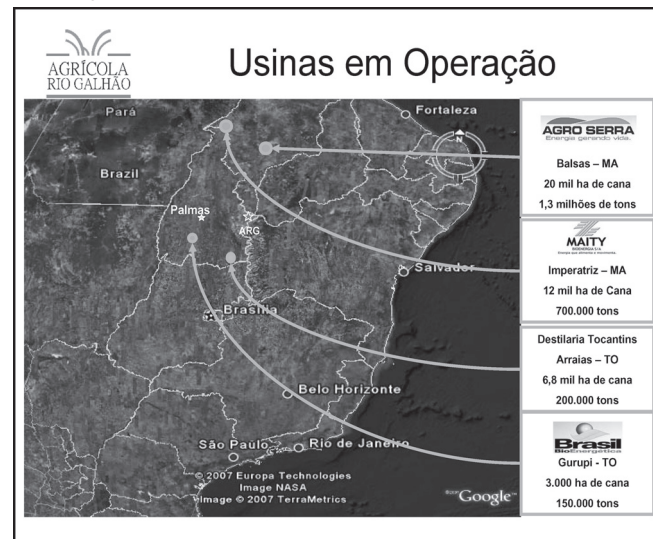 AGRÍCOLA
RIO GALHÃO
Usinas em Operação
Pará
Fortaleza
N
Brazil
Palmas
ARG
Salvador
Brasília
Belo Horizonte
São Paulo
Rio de Janeiro
© 2007 Europa Technologies
Image NASA
Image © 2007 TerraMetrics
Google
AGRO SERRA
Energia gerando vida.
Balsas – MA
20 mil ha de cana
1,3 milhões de tons
MAITY
BIOENERGIA S/A
Imperatriz – MA
12 mil ha de Cana
700.000 tons
Destilaria Tocantins
Arraias – TO
6,8 mil ha de cana
200.000 tons
Brasil
BioEnergética
Gurupi - TO
3.000 ha de cana
150.000 tons